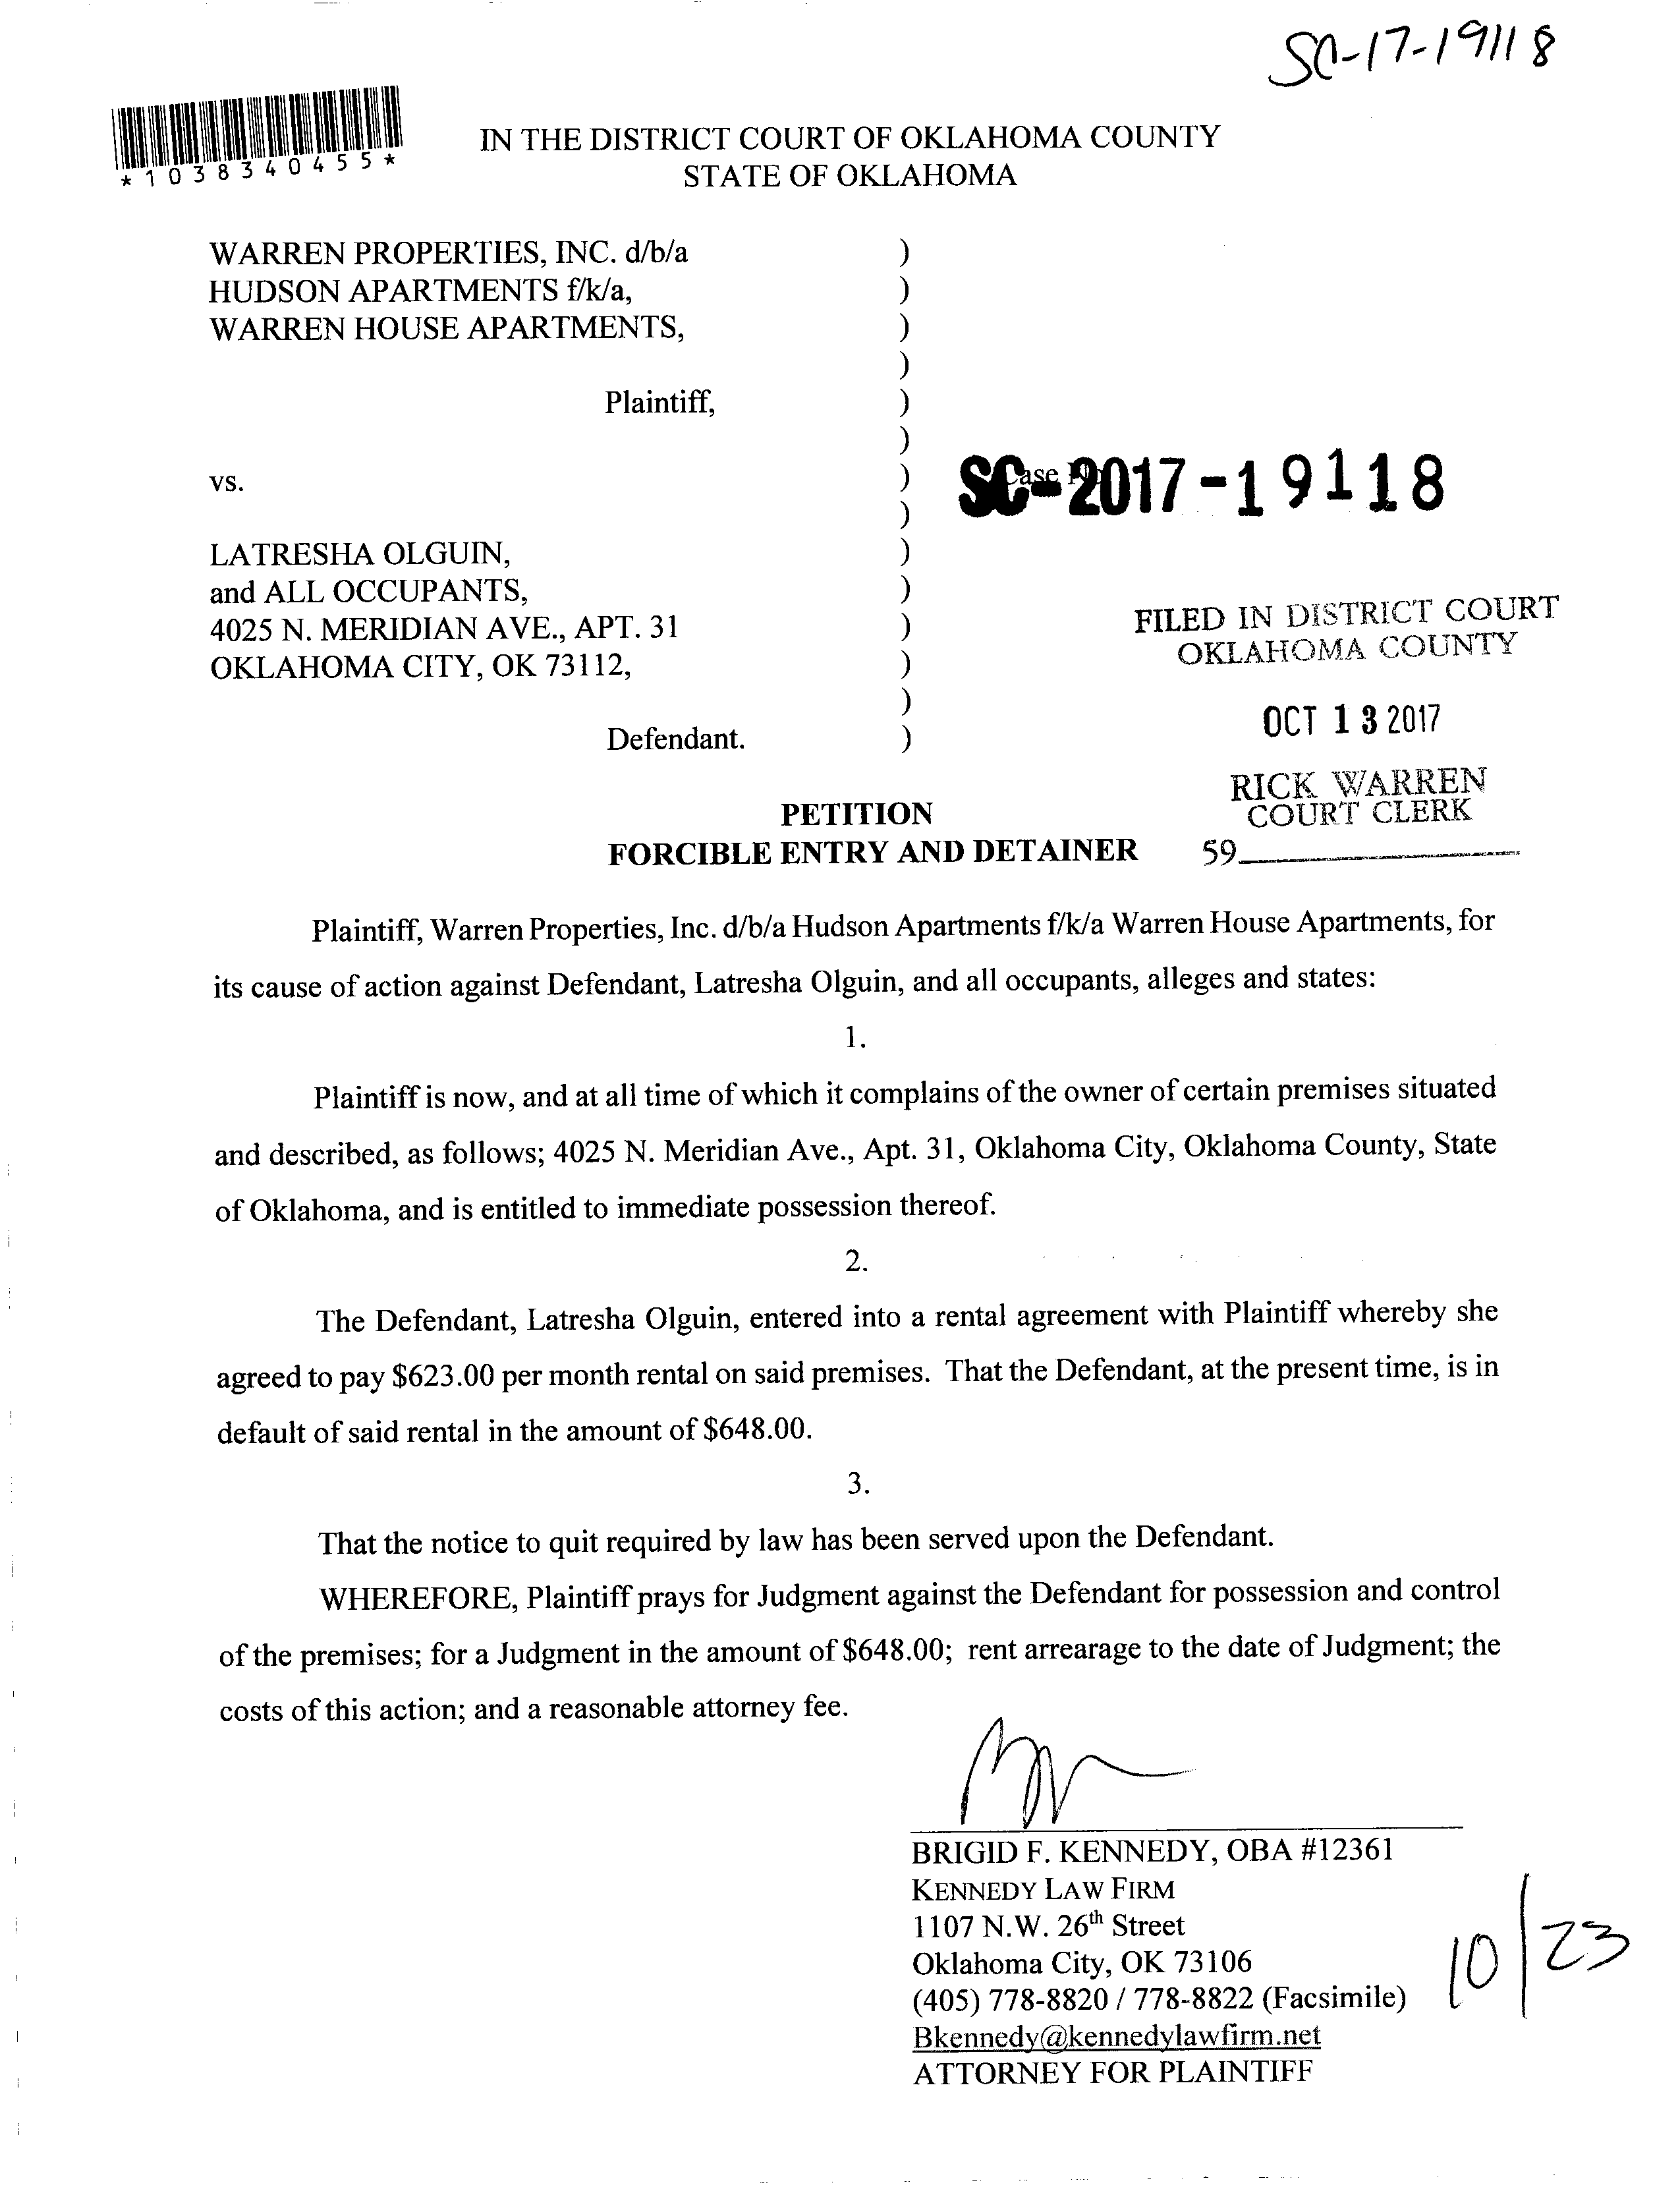 SC-17-19118
*1038340455*
IN THE DISTRICT COURT OF OKLAHOMA COUNTY
STATE OF OKLAHOMA
WARREN PROPERTIES, INC. d/b/a )
HUDSON APARTMENTS f/k/a, )
WARREN HOUSE APARTMENTS, )
)
Plaintiff, )
)
vs. ) Case No. SC-2017-19118
)
LATRESHA OLGUIN, )
and ALL OCCUPANTS, )
4025 N. MERIDIAN AVE., APT. 31 )
OKLAHOMA CITY, OK 73112, )
)
Defendant. )
FILED IN DISTRICT COURT
OKLAHOMA COUNTY
OCT 13 2017
RICK WARREN
COURT CLERK
59
PETITION
FORCIBLE ENTRY AND DETAINER
Plaintiff, Warren Properties, Inc. d/b/a Hudson Apartments f/k/a Warren House Apartments, for
its cause of action against Defendant, Latresha Olguin, and all occupants, alleges and states:
1.
Plaintiff is now, and at all time of which it complains of the owner of certain premises situated
and described, as follows; 4025 N. Meridian Ave., Apt. 31, Oklahoma City, Oklahoma County, State
of Oklahoma, and is entitled to immediate possession thereof.
2.
The Defendant, Latresha Olguin, entered into a rental agreement with Plaintiff whereby she
agreed to pay $623.00 per month rental on said premises. That the Defendant, at the present time, is in
default of said rental in the amount of $648.00.
3.
That the notice to quit required by law has been served upon the Defendant.
WHEREFORE, Plaintiff prays for Judgment against the Defendant for possession and control
of the premises; for a Judgment in the amount of $648.00; rent arrearage to the date of Judgment; the
costs of this action; and a reasonable attorney fee.
BRIGID F. KENNEDY, OBA #12361
KENNEDY LAW FIRM
1107 N.W. 26th Street
Oklahoma City, OK 73106
(405) 778-8820 / 778-8822 (Facsimile)
Bkennedy@kennedylawfirm.net
ATTORNEY FOR PLAINTIFF
10/23